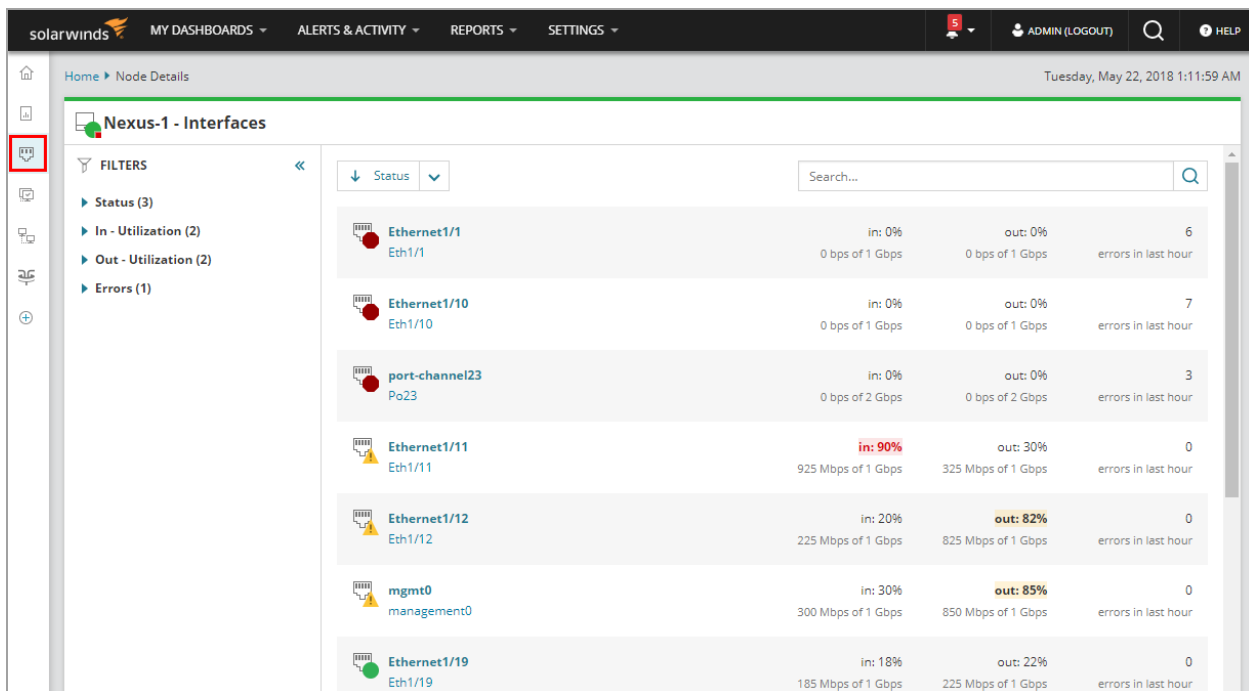 solarwinds MY DASHBOARDS ALERTS & ACTIVITY REPORTS SETTINGS 5 ADMIN (LOGOUT) HELP
Home Node Details Tuesday, May 22, 2018 1:11:59 AM
Nexus-1 - Interfaces
FILTERS
Status (3)
In - Utilization (2)
Out - Utilization (2)
Errors (1)
Status Search...
Ethernet1/1 in: 0% out: 0% 6
Eth1/1 0 bps of 1 Gbps 0 bps of 1 Gbps errors in last hour
Ethernet1/10 in: 0% out: 0% 7
Eth1/10 0 bps of 1 Gbps 0 bps of 1 Gbps errors in last hour
port-channel23 in: 0% out: 0% 3
Po23 0 bps of 2 Gbps 0 bps of 2 Gbps errors in last hour
Ethernet1/11 in: 90% out: 30% 0
Eth1/11 925 Mbps of 1 Gbps 325 Mbps of 1 Gbps errors in last hour
Ethernet1/12 in: 20% out: 82% 0
Eth1/12 225 Mbps of 1 Gbps 825 Mbps of 1 Gbps errors in last hour
mgmt0 in: 30% out: 85% 0
management0 300 Mbps of 1 Gbps 850 Mbps of 1 Gbps errors in last hour
Ethernet1/19 in: 18% out: 22% 0
Eth1/19 185 Mbps of 1 Gbps 225 Mbps of 1 Gbps errors in last hour